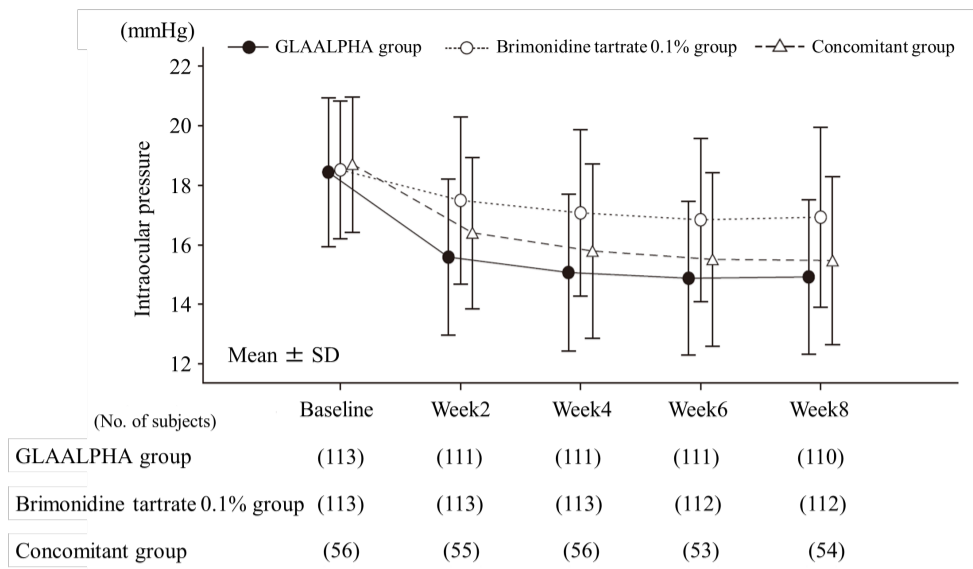 (mmHg)
GLAALPHA group Brimonidine tartrate 0.1% group Concomitant group
22
20
18
16
14
12
Intraocular pressure
Mean ± SD
Baseline Week2 Week4 Week6 Week8
(No. of subjects)
GLAALPHA group (113) (111) (111) (111) (110)
Brimonidine tartrate 0.1% group (113) (113) (113) (112) (112)
Concomitant group (56) (55) (56) (53) (54)